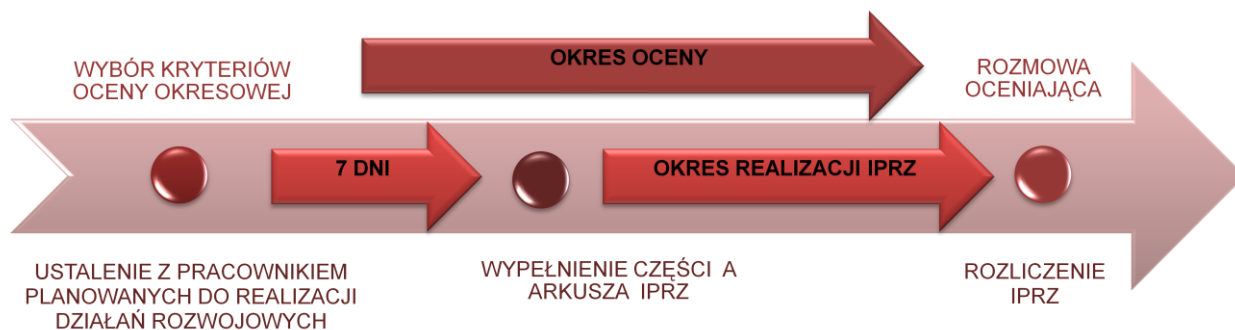 OKRES OCENY
WYBÓR KRYTERIÓW
OCENY OKRESOWEJ
ROZMOWA
OCENIAJĄCA
7 DNI
OKRES REALIZACJI IPRZ
USTALENIE Z PRACOWNIKIEM
PLANOWANYCH DO REALIZACJI
DZIAŁAŃ ROZWOJOWYCH
WYPEŁNIENIE CZĘŚCI A
ARKUSZA IPRZ
ROZLICZENIE
IPRZ